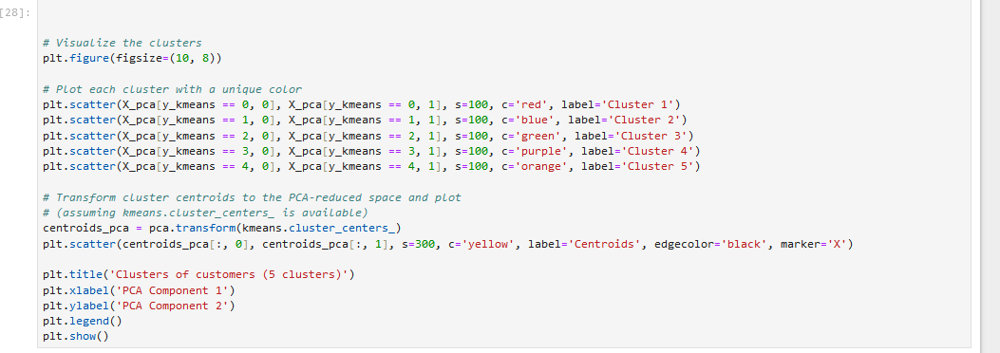 [28]:
# Visualize the clusters
plt.figure(figsize=(10, 8))
# Plot each cluster with a unique color
plt.scatter(X_pca[y_kmeans == 0, 0], X_pca[y_kmeans == 0, 1], s=100, c='red', label='Cluster 1')
plt.scatter(X_pca[y_kmeans == 1, 0], X_pca[y_kmeans == 1, 1], s=100, c='blue', label='Cluster 2')
plt.scatter(X_pca[y_kmeans == 2, 0], X_pca[y_kmeans == 2, 1], s=100, c='green', label='Cluster 3')
plt.scatter(X_pca[y_kmeans == 3, 0], X_pca[y_kmeans == 3, 1], s=100, c='purple', label='Cluster 4')
plt.scatter(X_pca[y_kmeans == 4, 0], X_pca[y_kmeans == 4, 1], s=100, c='orange', label='Cluster 5')
# Transform cluster centroids to the PCA-reduced space and plot
# (assuming kmeans.cluster_centers_ is available)
centroids_pca = pca.transform(kmeans.cluster_centers_)
plt.scatter(centroids_pca[:, 0], centroids_pca[:, 1], s=300, c='yellow', label='Centroids', edgecolor='black', marker='X')
plt.title('Clusters of customers (5 clusters)')
plt.xlabel('PCA Component 1')
plt.ylabel('PCA Component 2')
plt.legend()
plt.show()